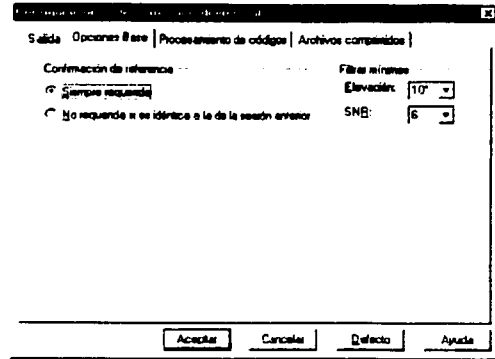 Salida Opciones Base Procesamiento de códigos Archivos comprimidos
Confirmación de referencia
Siempre requerida
No requerida si es idéntica a la de la sesión anterior
Filtros mínimos
Elevación: 10°
SNR: 6
Aceptar Cancelar Defecto Ayuda